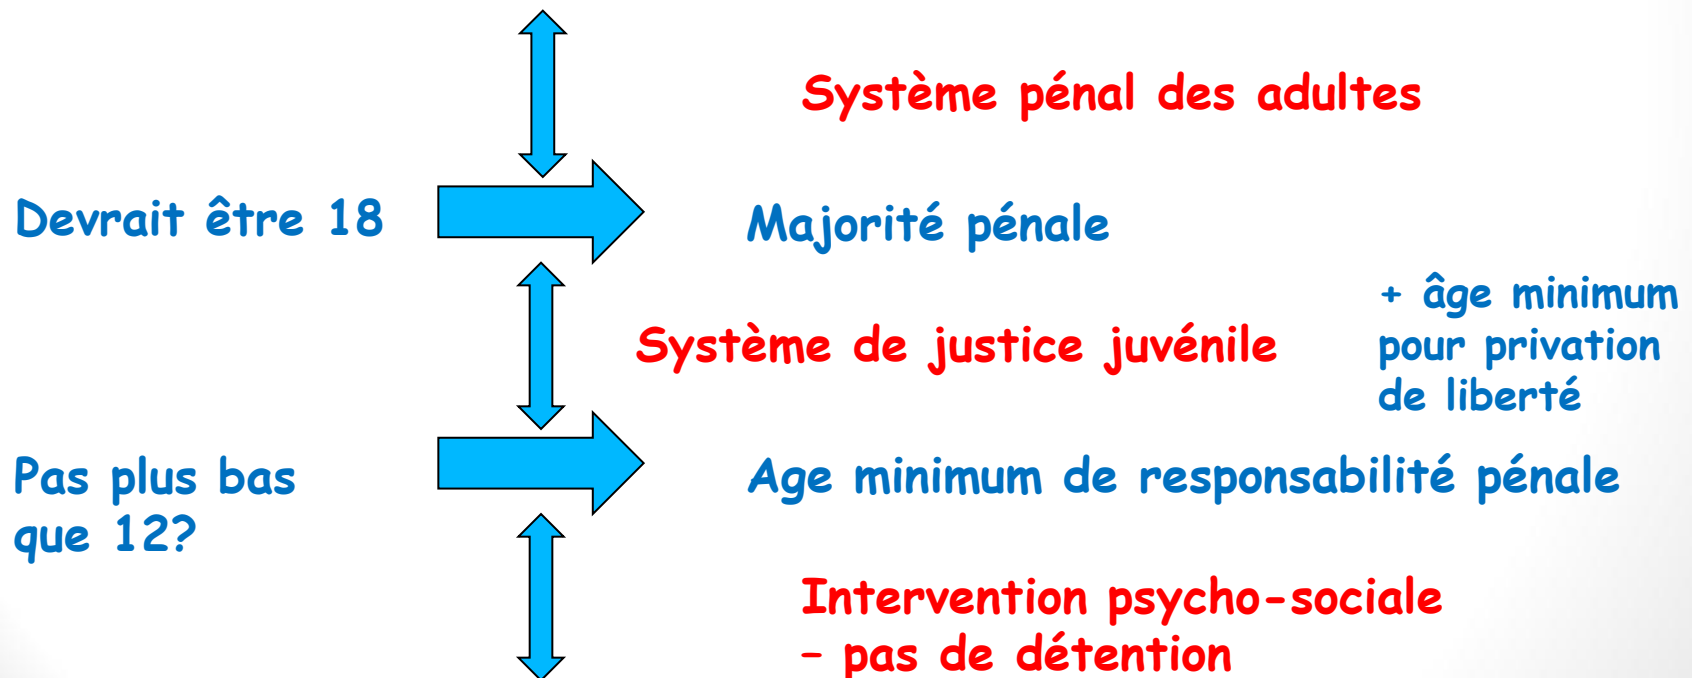 Système pénal des adultes
Devrait être 18
Majorité pénale
+ âge minimum
pour privation
de liberté
Système de justice juvénile
Pas plus bas
que 12?
Age minimum de responsabilité pénale
Intervention psycho-sociale
– pas de détention